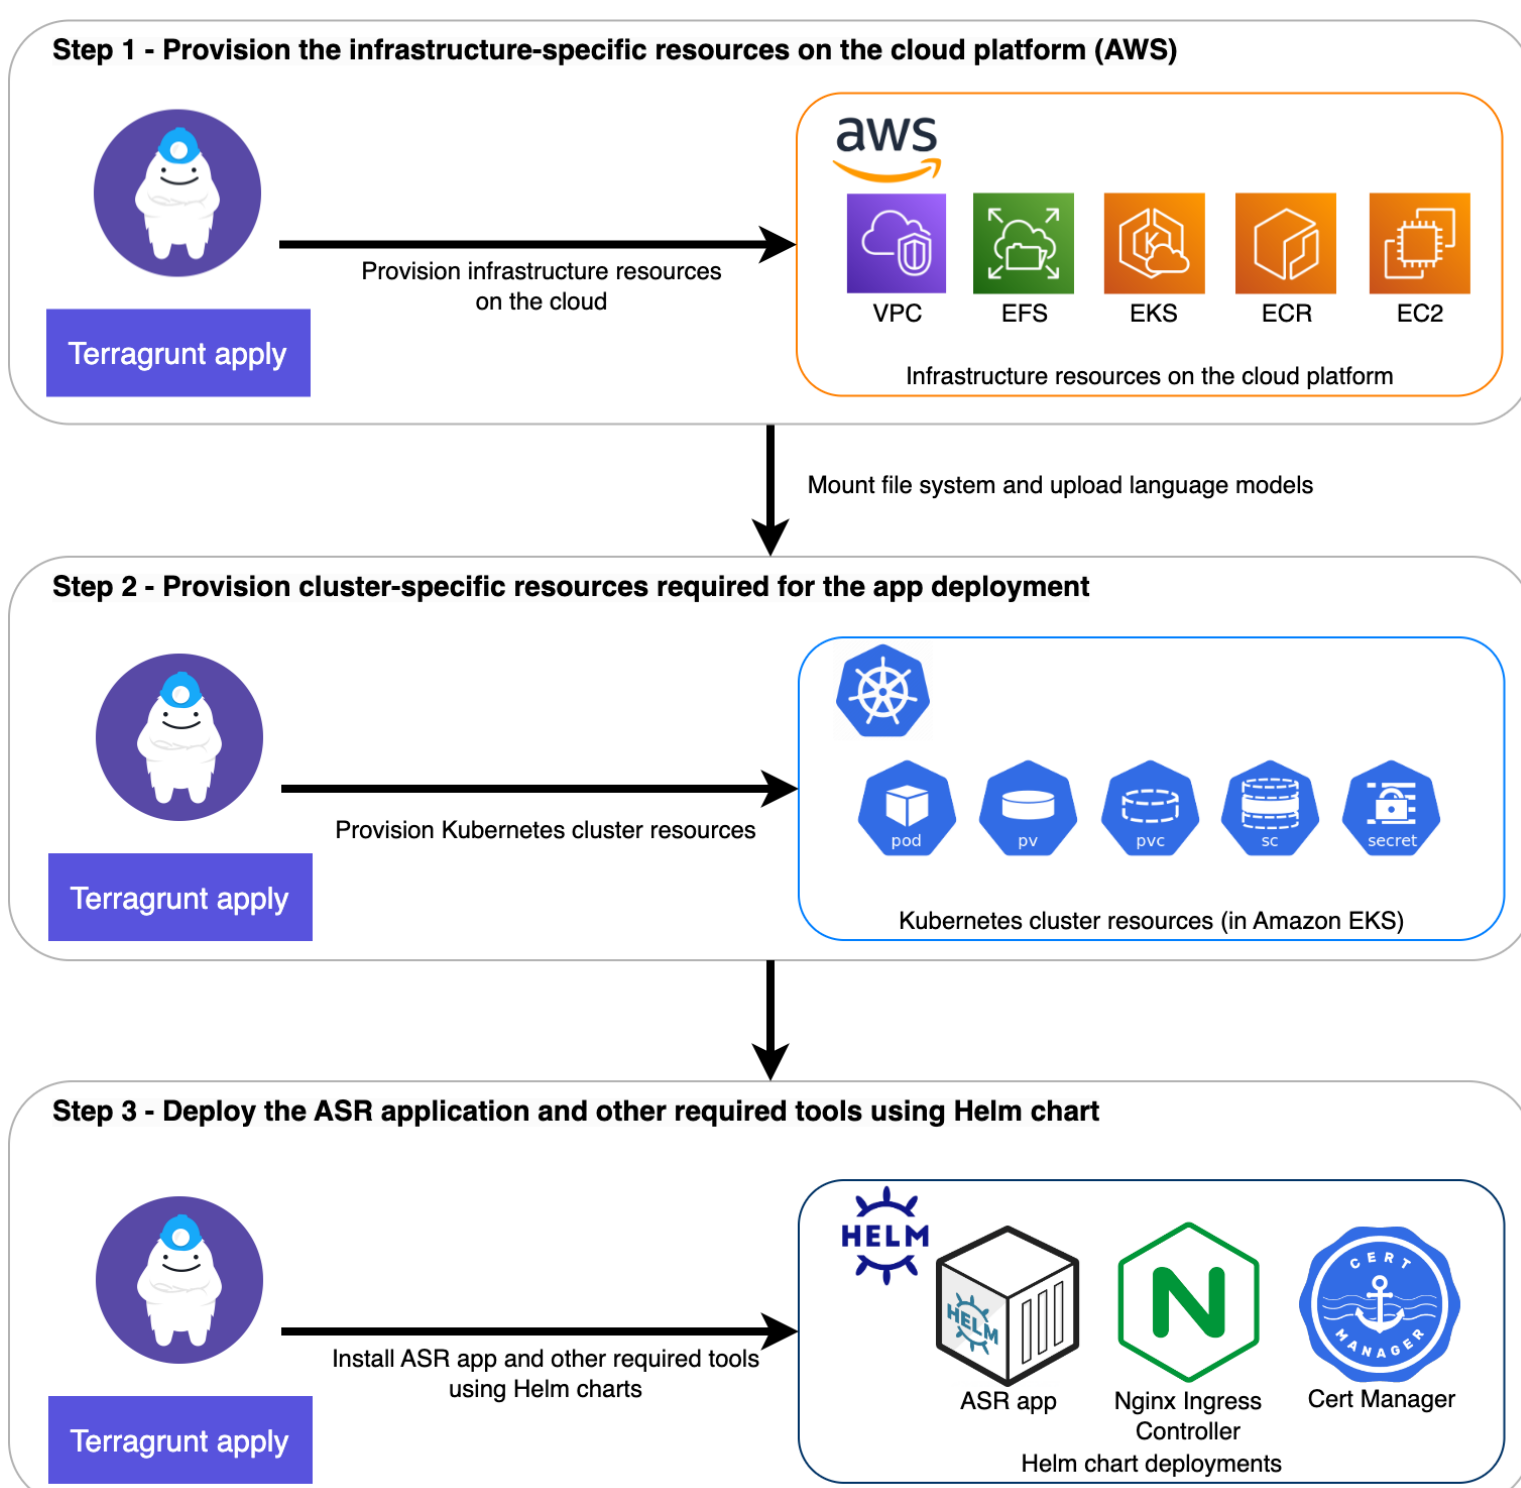 Step 1 - Provision the infrastructure-specific resources on the cloud platform (AWS)
aws
Provision infrastructure resources
on the cloud
VPC
EFS
EKS
ECR
EC2
Terragrunt apply
Infrastructure resources on the cloud platform
Mount file system and upload language models
Step 2 - Provision cluster-specific resources required for the app deployment
Provision Kubernetes cluster resources
pod
pv
pvc
sc
secret
Terragrunt apply
Kubernetes cluster resources (in Amazon EKS)
Step 3 - Deploy the ASR application and other required tools using Helm chart
HELM
HELM
CERT
MANAGER
Install ASR app and other required tools
using Helm charts
ASR app
Nginx Ingress
Controller
Cert Manager
Terragrunt apply
Helm chart deployments